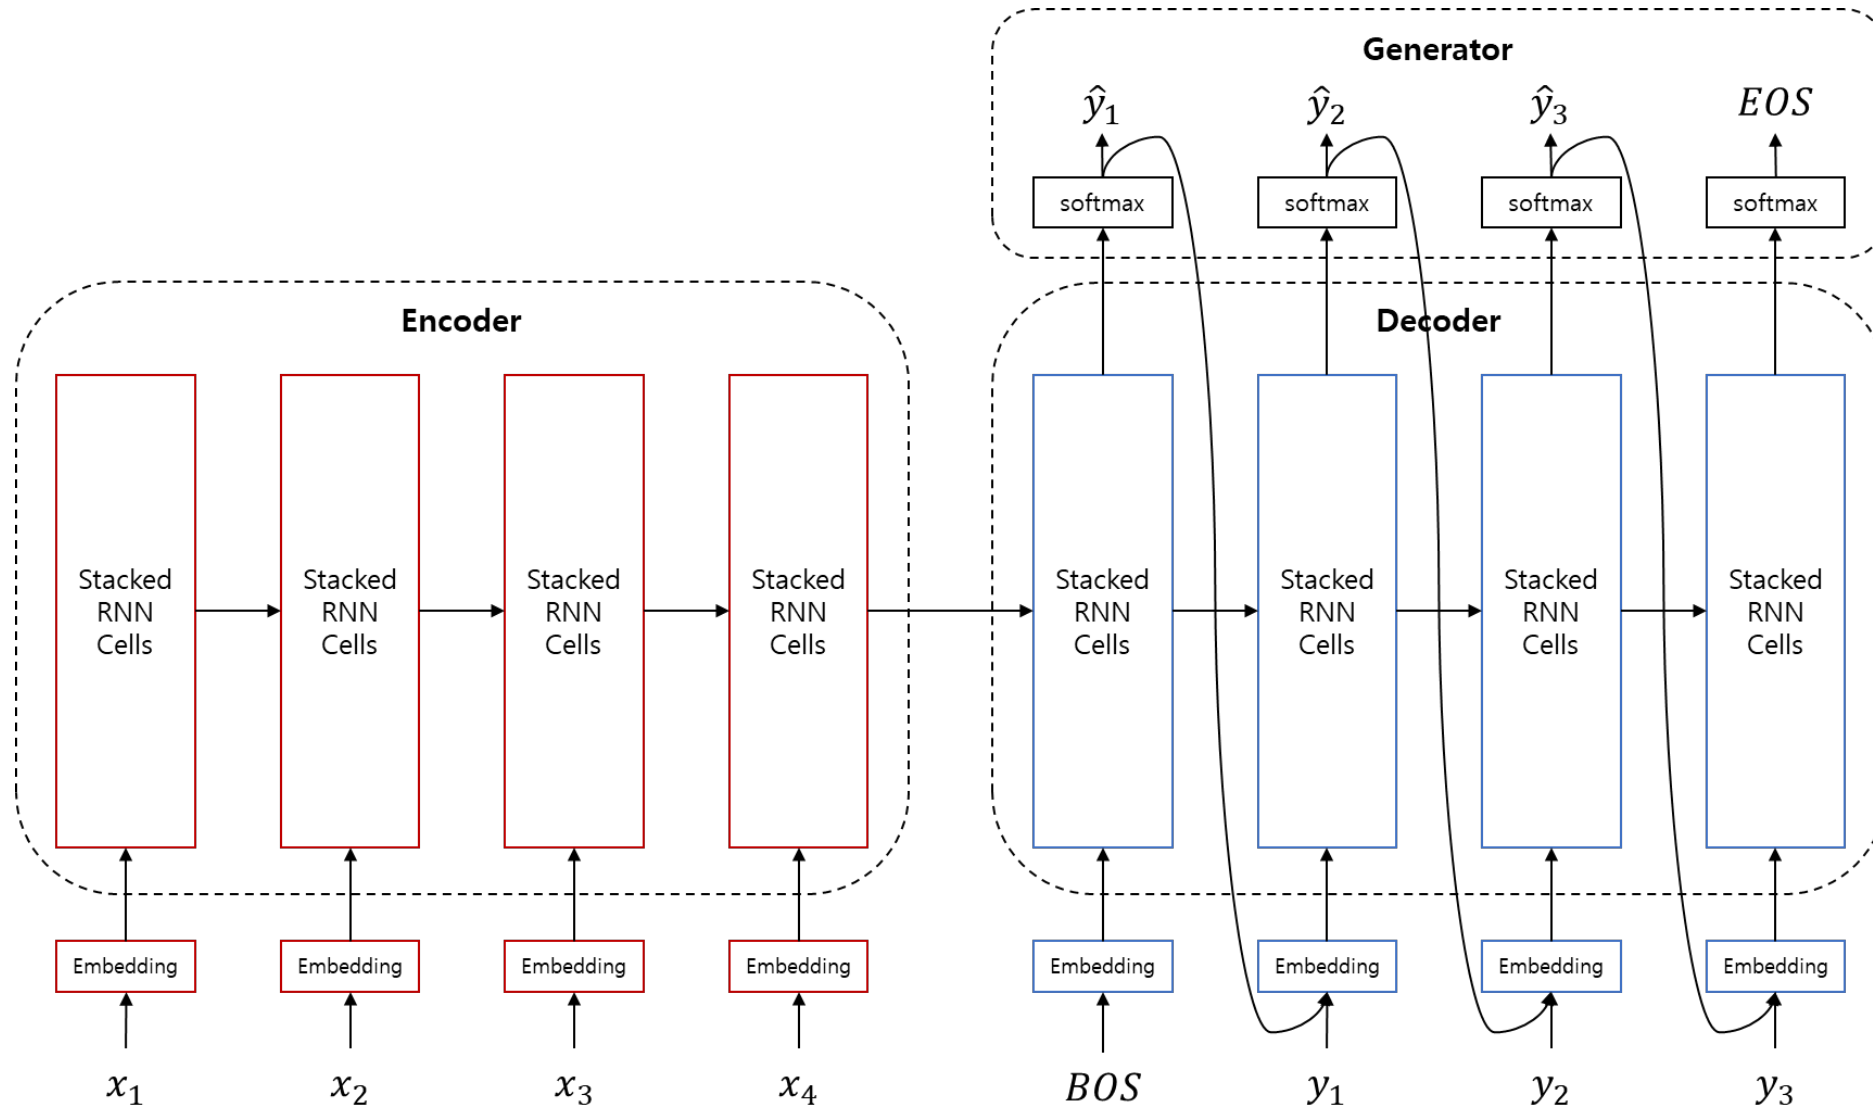 Generator
ŷ₁ ŷ₂ ŷ₃ EOS
softmax softmax softmax softmax
Encoder Decoder
Stacked RNN Cells
Stacked RNN Cells
Stacked RNN Cells
Stacked RNN Cells
Stacked RNN Cells
Stacked RNN Cells
Stacked RNN Cells
Stacked RNN Cells
Embedding Embedding Embedding Embedding Embedding Embedding Embedding Embedding
x₁ x₂ x₃ x₄ BOS y₁ y₂ y₃